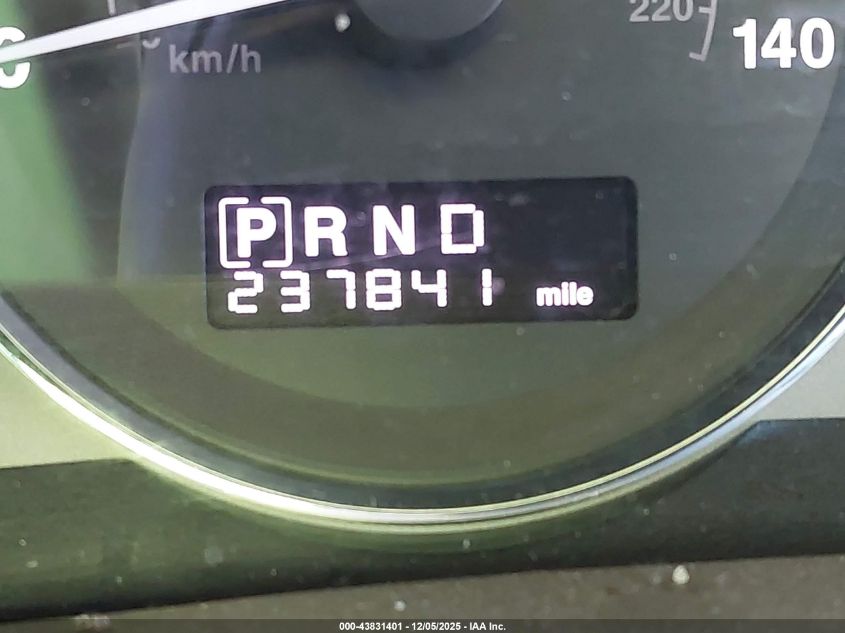 220
140
km/h
[P] R N D
237841 mile
000-43831401 - 12/05/2025 - IAA Inc.